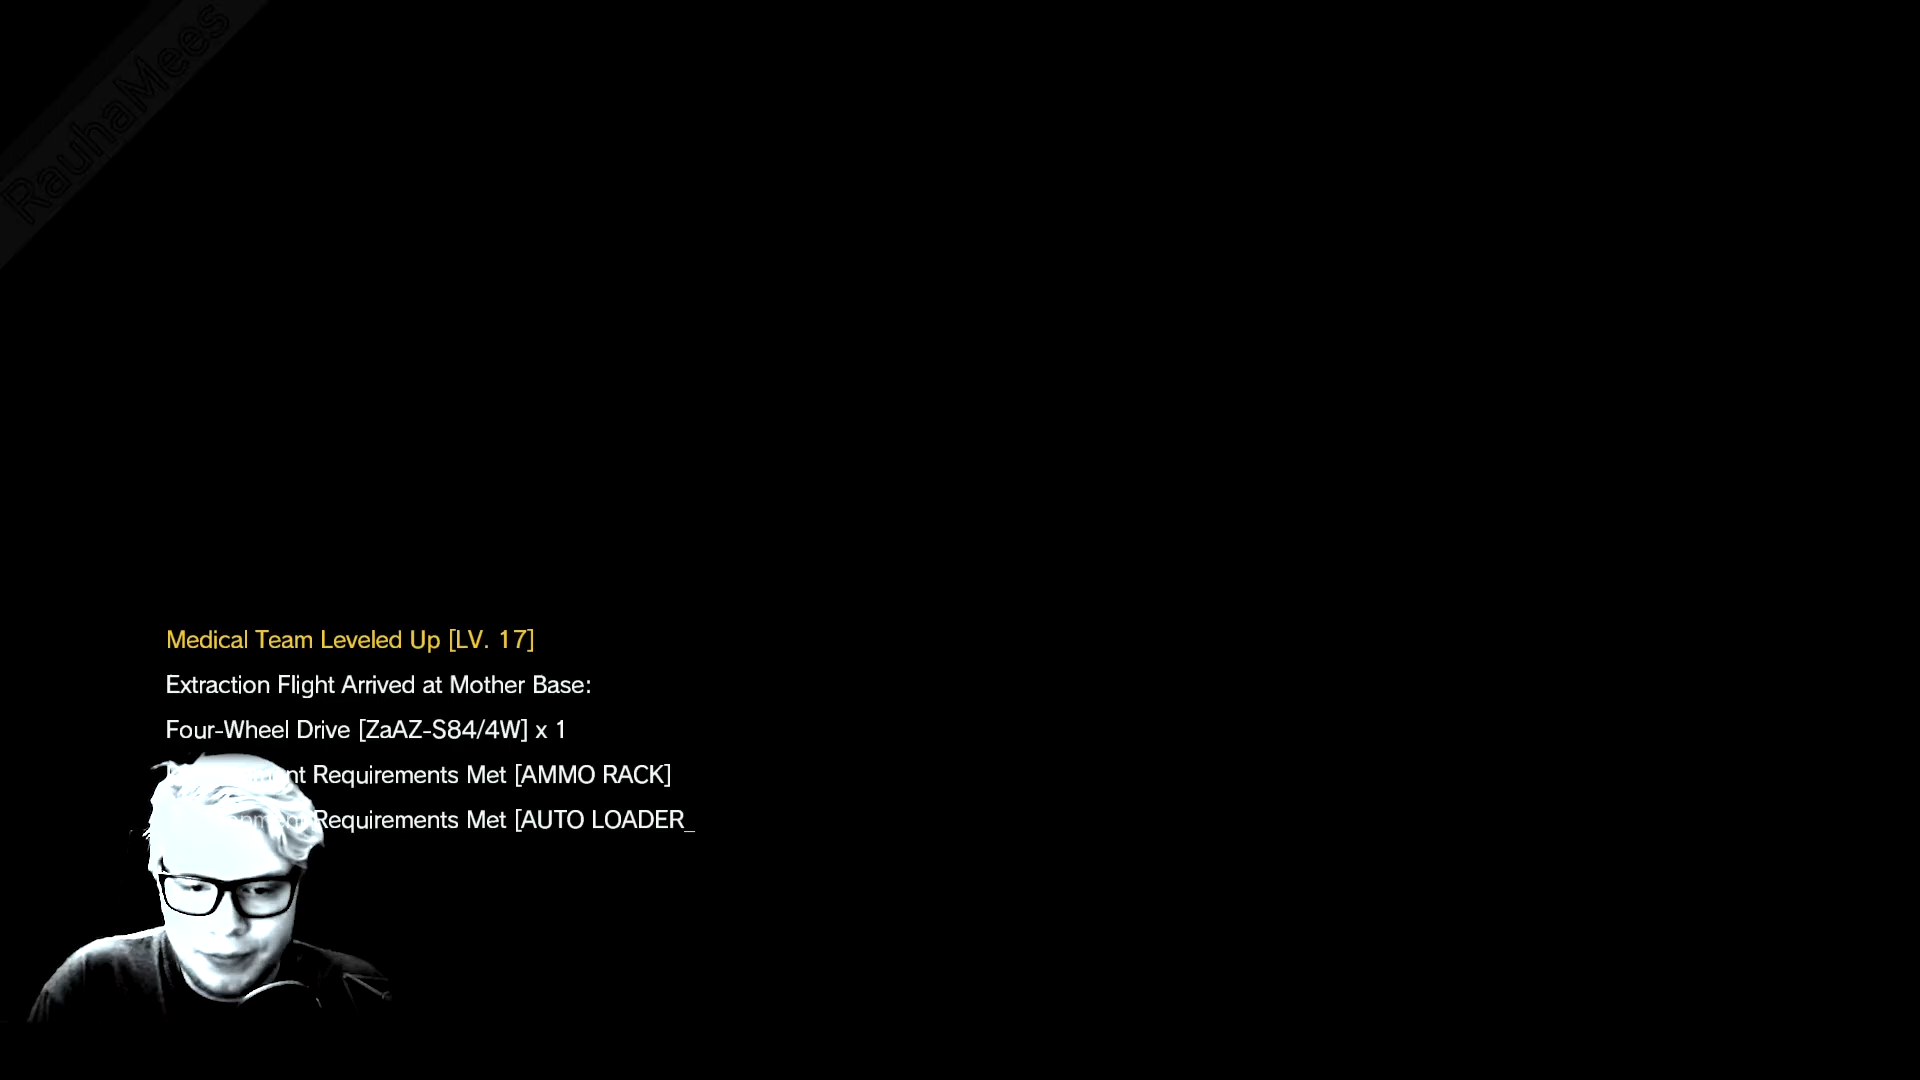 RauhaMees
Medical Team Leveled Up [LV. 17]
Extraction Flight Arrived at Mother Base:
Four-Wheel Drive [ZaAZ-S84/4W] x 1
Requirements Met [AMMO RACK]
Requirements Met [AUTO LOADER_